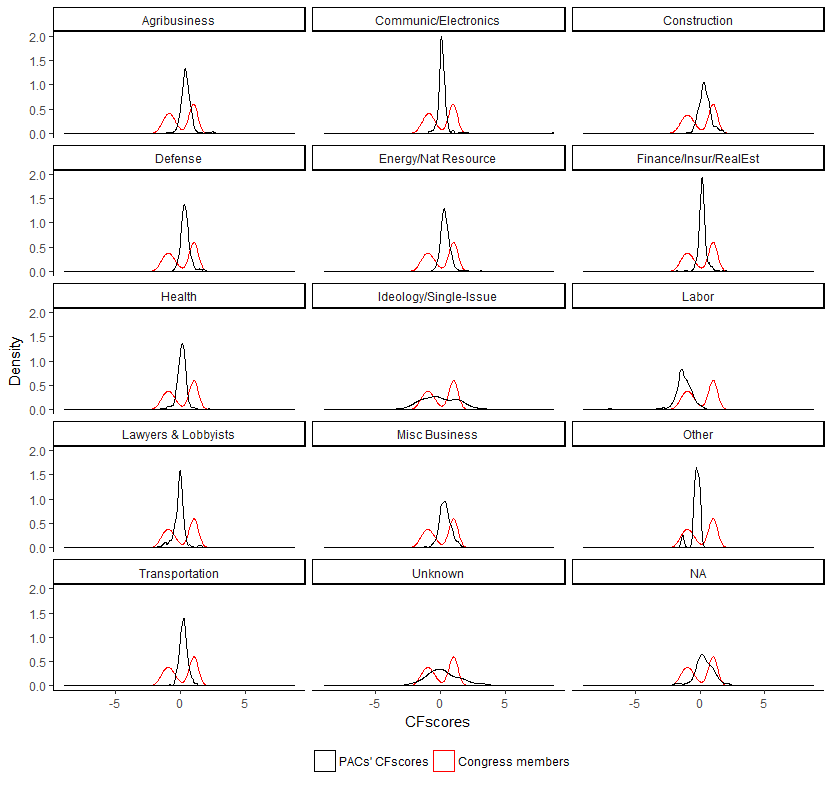 Agribusiness Communic/Electronics Construction
2.0
1.5
1.0
0.5
0.0
Defense Energy/Nat Resource Finance/Insur/RealEst
2.0
1.5
1.0
0.5
0.0
Health Ideology/Single-Issue Labor
2.0
1.5
1.0
0.5
0.0
Density
Lawyers & Lobbyists Misc Business Other
2.0
1.5
1.0
0.5
0.0
Transportation Unknown NA
2.0
1.5
1.0
0.5
0.0
-5 0 5 -5 0 5 -5 0 5
CFscores
PACs' CFscores Congress members